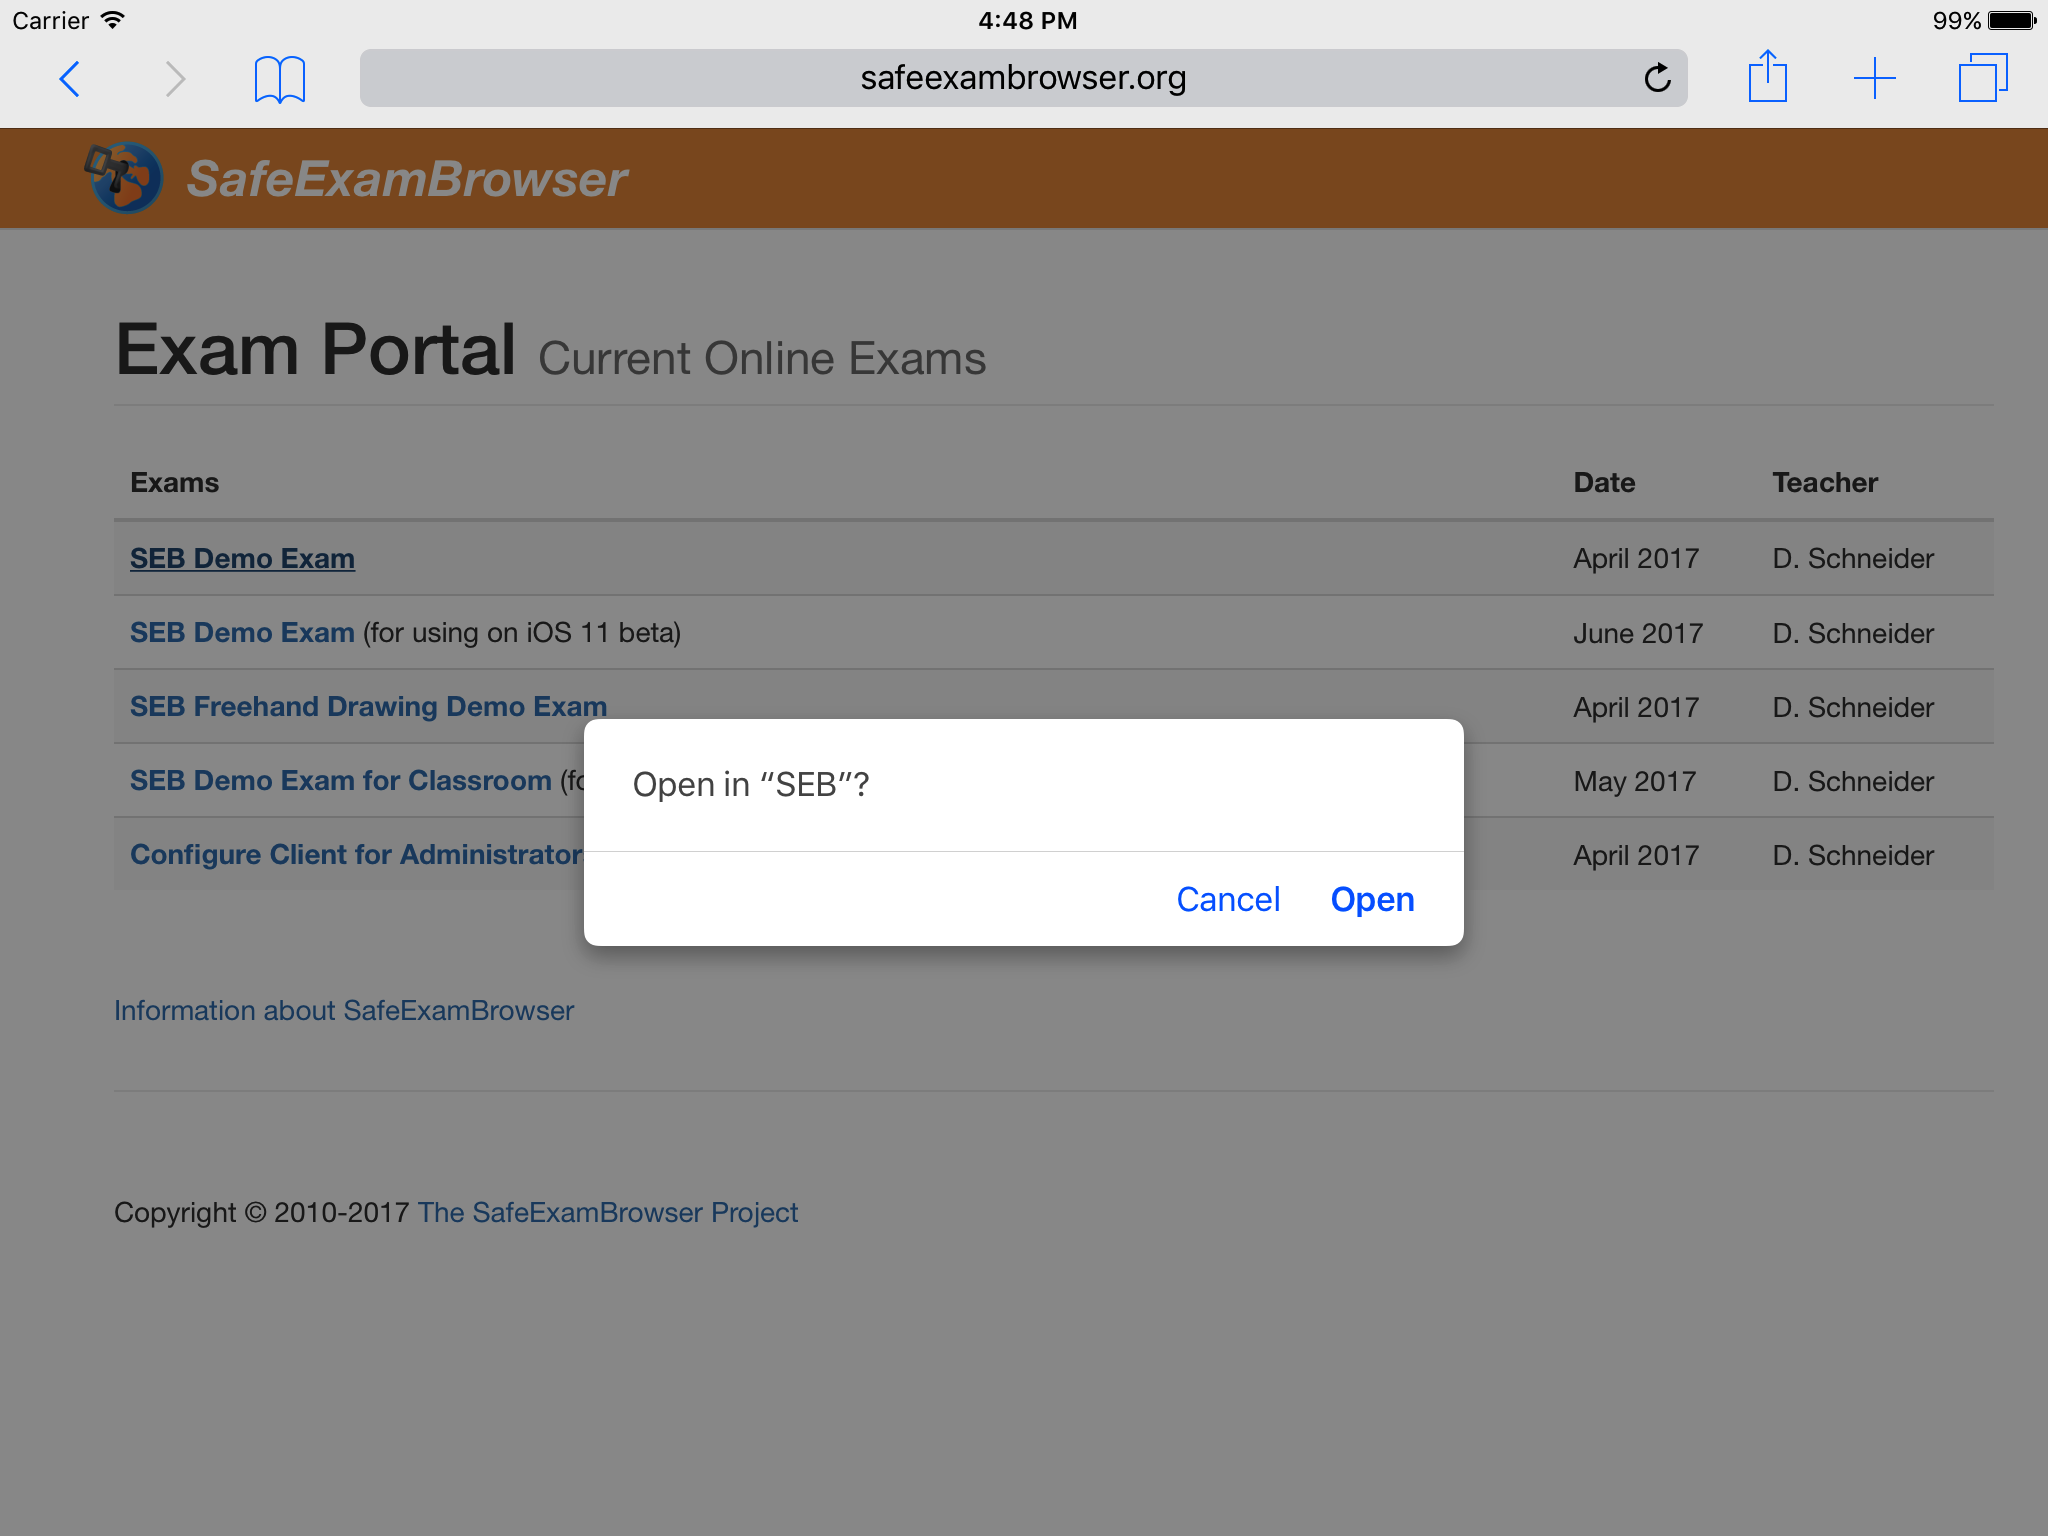 Carrier 4:48 PM 99%
safeexambrowser.org
SafeExamBrowser
Exam Portal Current Online Exams
Exams Date Teacher
SEB Demo Exam April 2017 D. Schneider
SEB Demo Exam (for using on iOS 11 beta) June 2017 D. Schneider
SEB Freehand Drawing Demo Exam April 2017 D. Schneider
SEB Demo Exam for Classroom May 2017 D. Schneider
Configure Client for Administrator April 2017 D. Schneider
Open in “SEB”?
Cancel Open
Information about SafeExamBrowser
Copyright © 2010-2017 The SafeExamBrowser Project